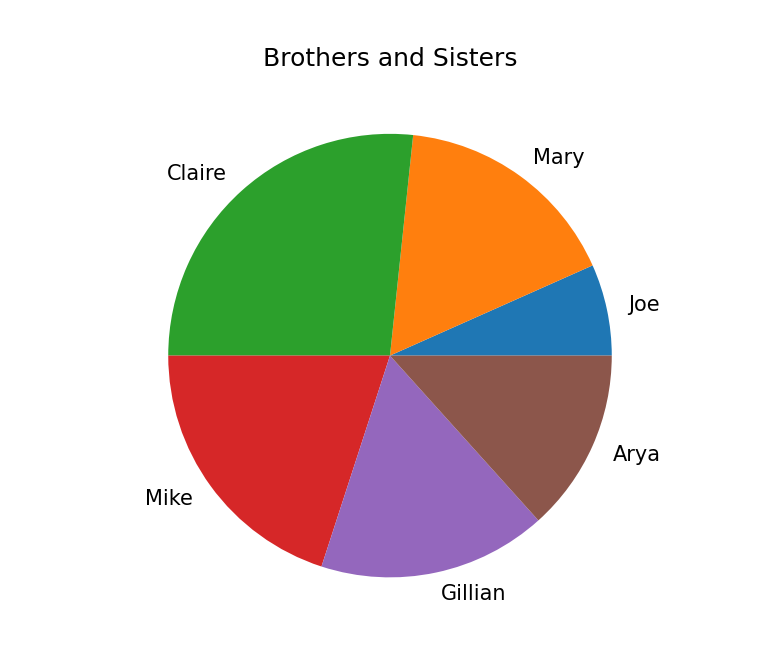 Brothers and Sisters
Mary
Claire
Joe
Arya
Mike
Gillian